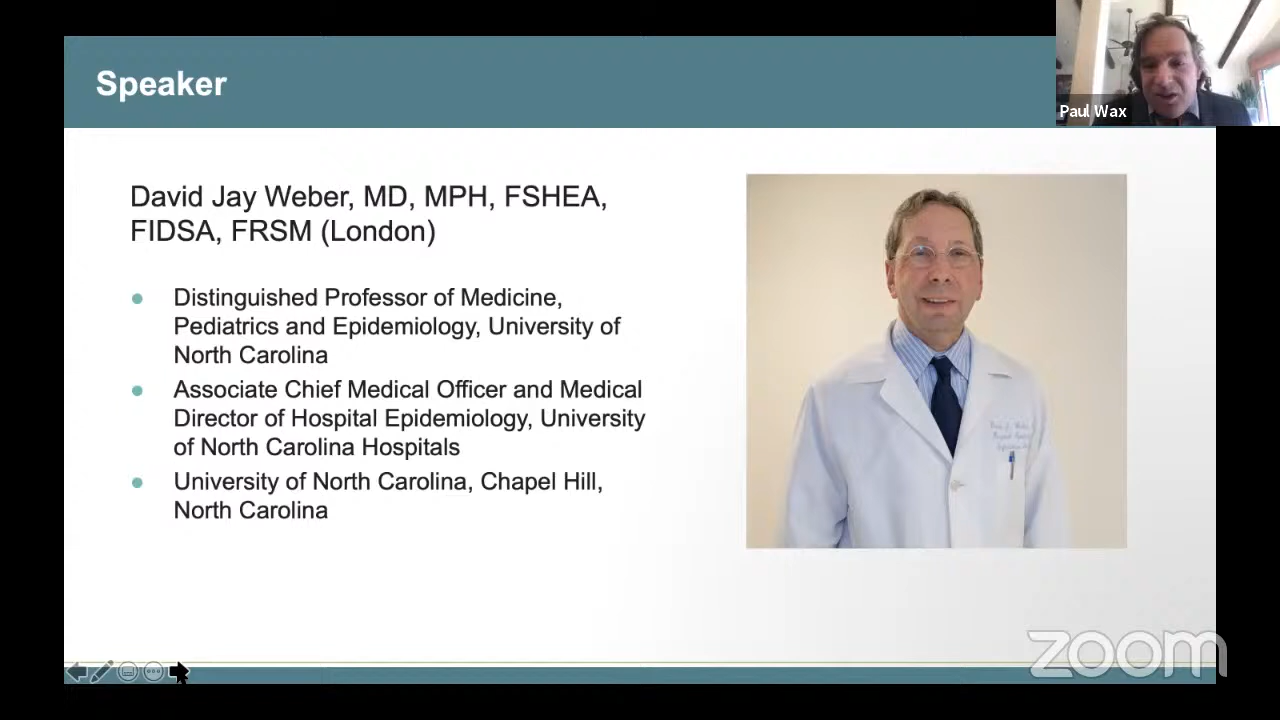 Speaker
Paul Wax
David Jay Weber, MD, MPH, FSHEA,
FIDSA, FRSM (London)
Distinguished Professor of Medicine,
Pediatrics and Epidemiology, University of
North Carolina
Associate Chief Medical Officer and Medical
Director of Hospital Epidemiology, University
of North Carolina Hospitals
University of North Carolina, Chapel Hill,
North Carolina
zoom